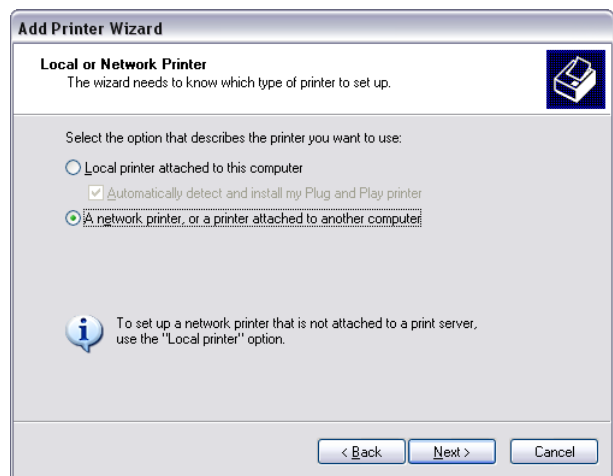 Add Printer Wizard
Local or Network Printer
The wizard needs to know which type of printer to set up.
Select the option that describes the printer you want to use:
Local printer attached to this computer
Automatically detect and install my Plug and Play printer
A network printer, or a printer attached to another computer
To set up a network printer that is not attached to a print server,
use the "Local printer" option.
< Back
Next >
Cancel